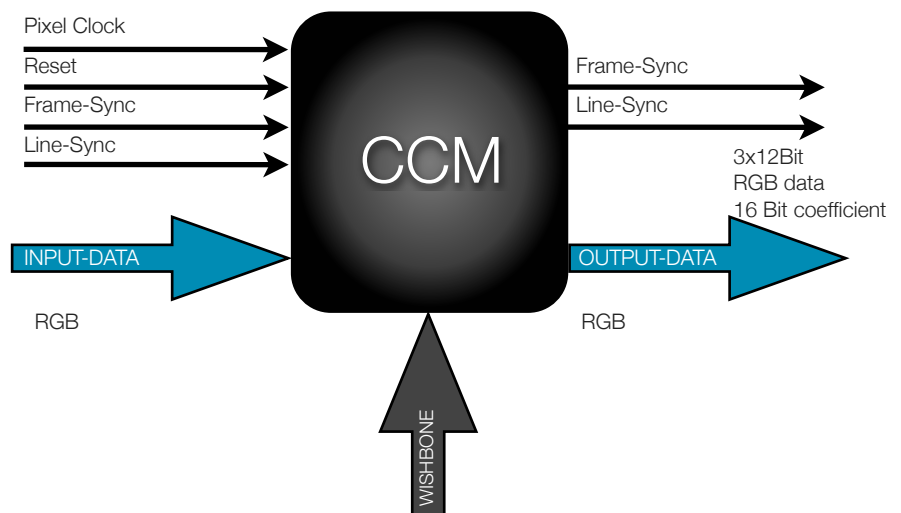 Pixel Clock
Reset
Frame-Sync
Line-Sync
CCM
Frame-Sync
Line-Sync
3x12Bit
RGB data
16 Bit coefficient
INPUT-DATA
OUTPUT-DATA
RGB
RGB
WISHBONE